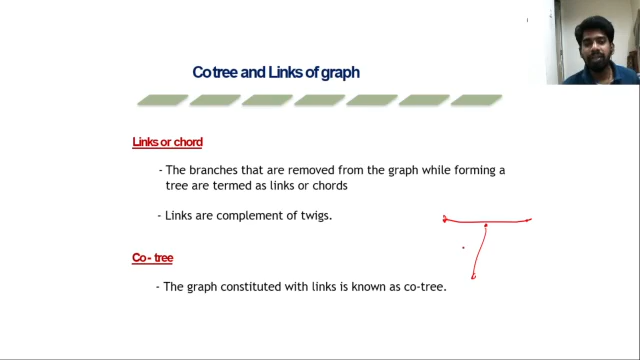 Cotree and Links of graph
Links or chord
- The branches that are removed from the graph while forming a
tree are termed as links or chords
- Links are complement of twigs.
Co - tree
- The graph constituted with links is known as co-tree.